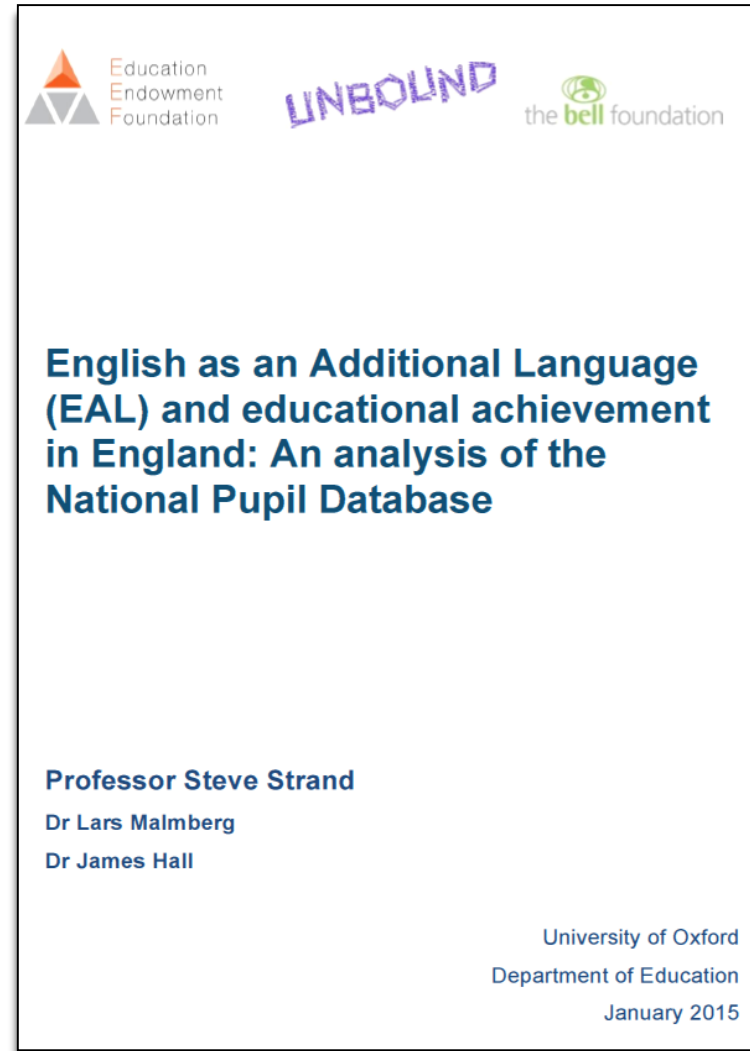 Education
Endowment
Foundation
UNBOUND
the bell foundation
English as an Additional Language
(EAL) and educational achievement
in England: An analysis of the
National Pupil Database
Professor Steve Strand
Dr Lars Malmberg
Dr James Hall
University of Oxford
Department of Education
January 2015